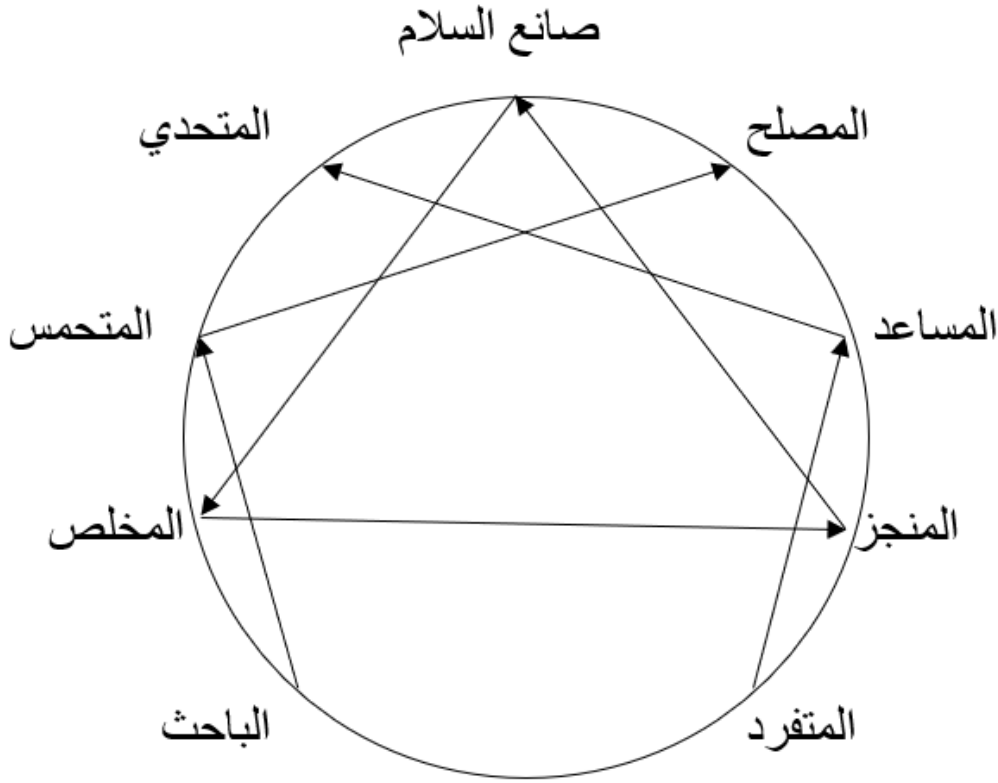 صانع السلام
المصلح
المتحدي
المساعد
المتحمس
المنجز
المخلص
المتفرد
الباحث